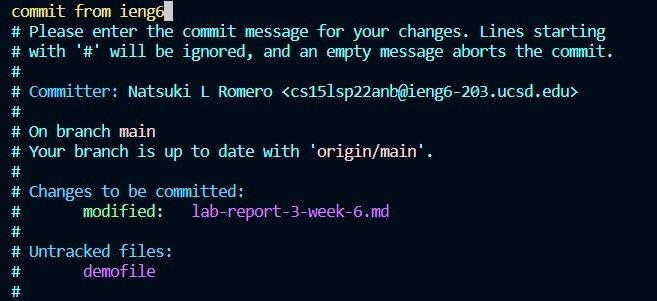 commit from ieng6
# Please enter the commit message for your changes. Lines starting
# with '#' will be ignored, and an empty message aborts the commit.
#
# Committer: Natsuki L Romero <cs15lsp22anb@ieng6-203.ucsd.edu>
#
# On branch main
# Your branch is up to date with 'origin/main'.
#
# Changes to be committed:
#       modified:   lab-report-3-week-6.md
#
# Untracked files:
#       demofile
#